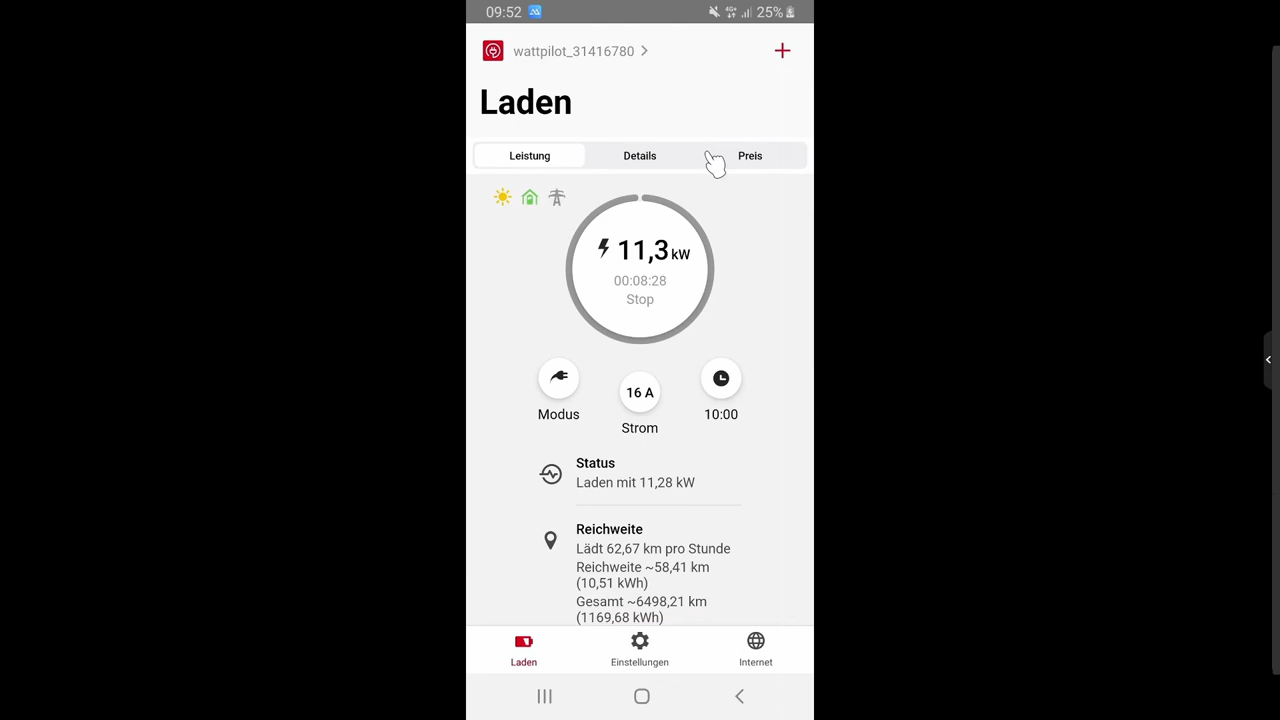 09:52
4G+
25%
wattpilot_31416780
Laden
Leistung
Details
Preis
11,3 kW
00:08:28
Stop
Modus
16 A
Strom
10:00
Status
Laden mit 11,28 kW
Reichweite
Lädt 62,67 km pro Stunde
Reichweite ~58,41 km
(10,51 kWh)
Gesamt ~6498,21 km
(1169,68 kWh)
Laden
Einstellungen
Internet